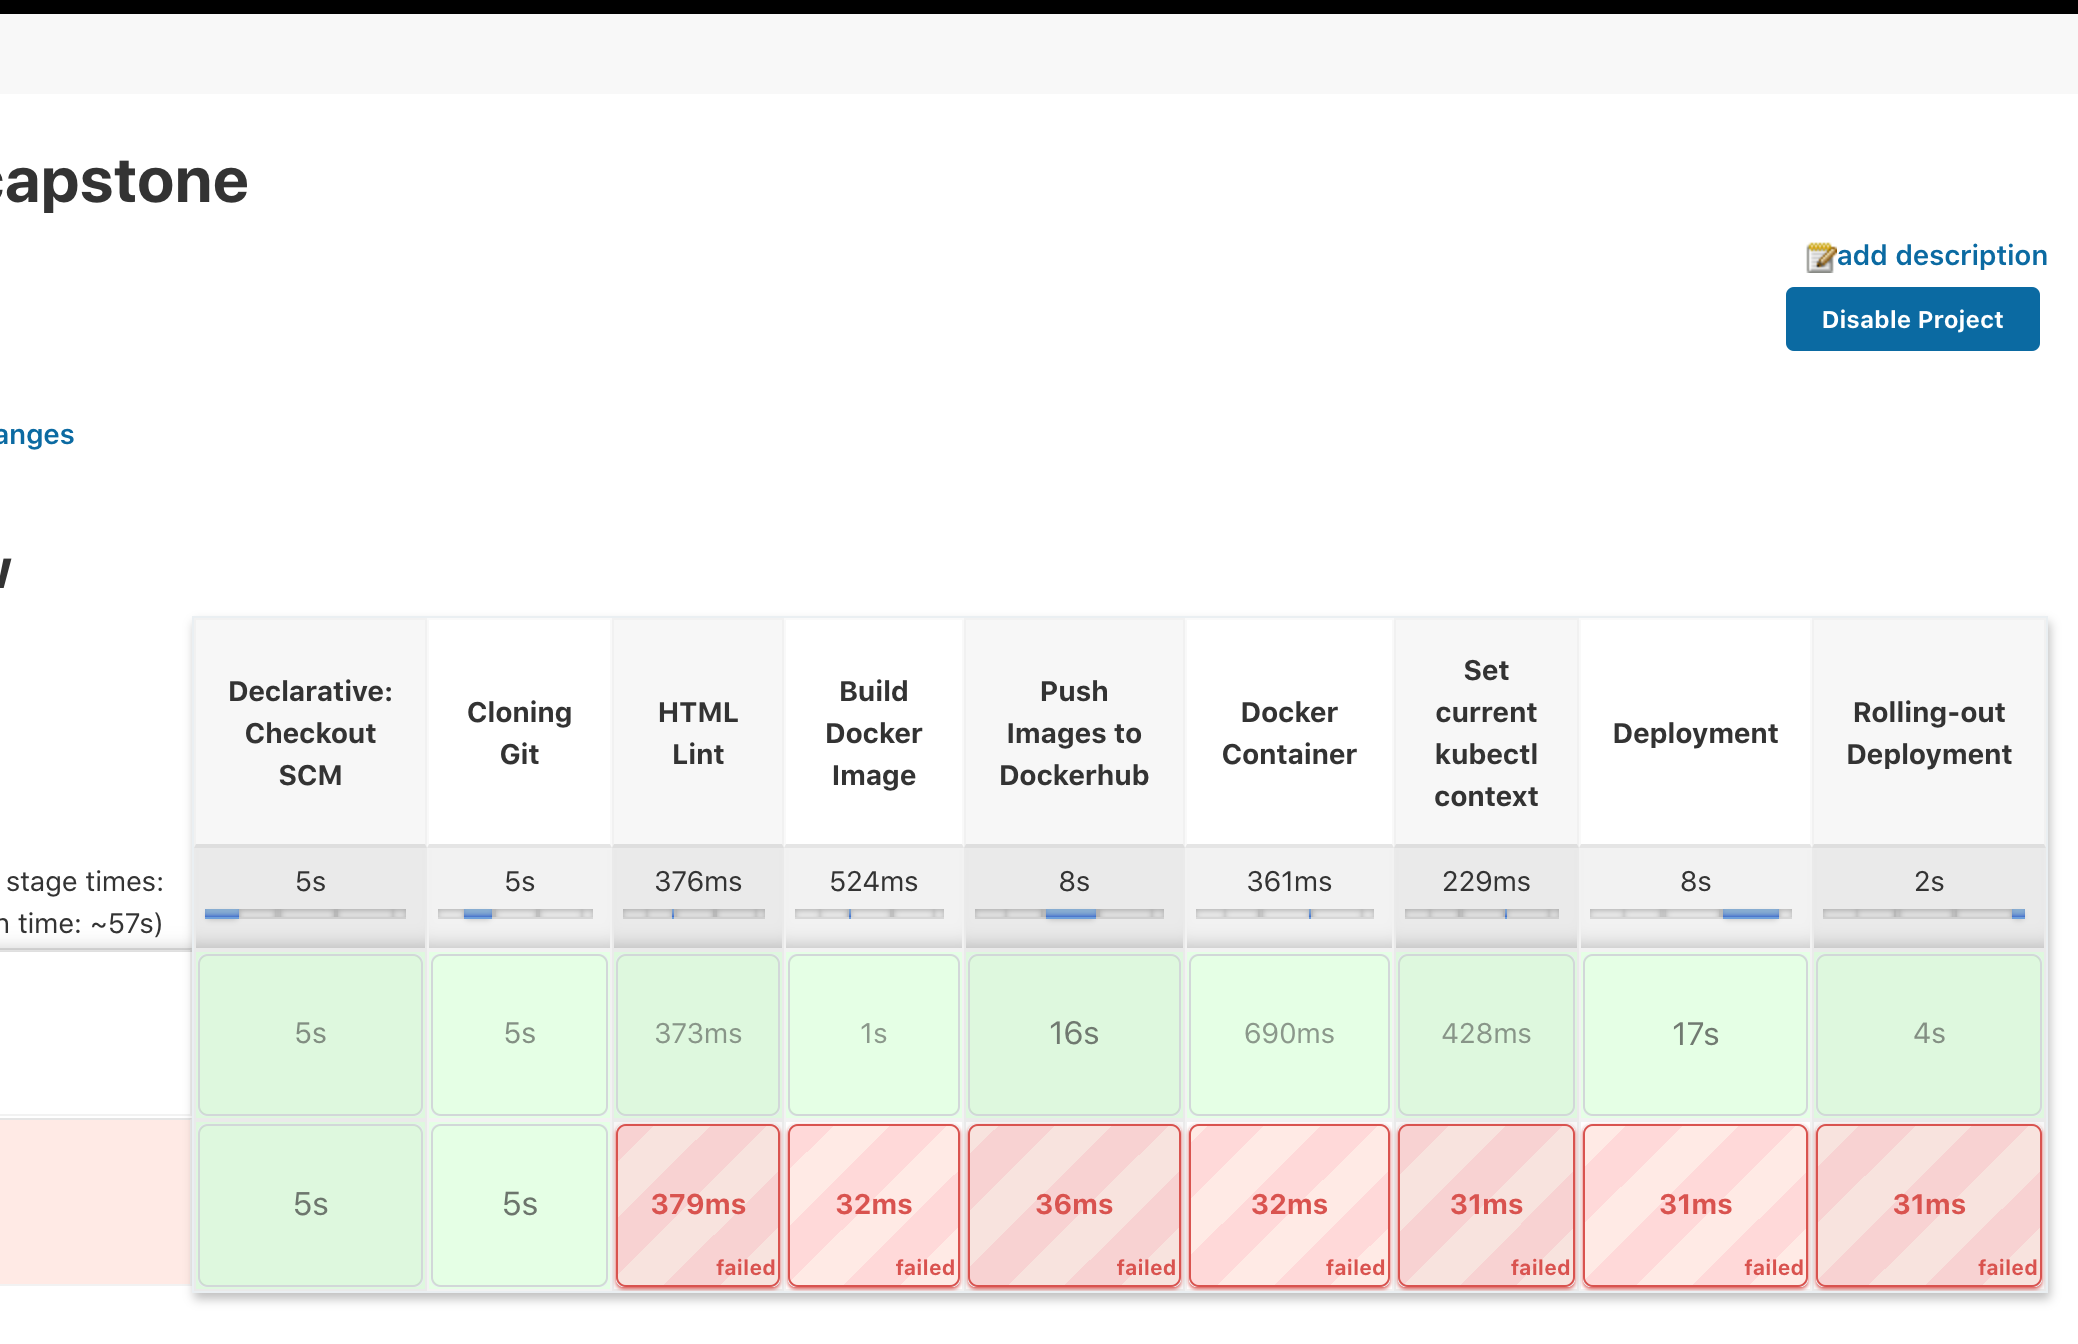 capstone
add description
Disable Project
anges
Declarative:
Checkout
SCM
Cloning
Git
HTML
Lint
Build
Docker
Image
Push
Images to
Dockerhub
Docker
Container
Set
current
kubectl
context
Deployment
Rolling-out
Deployment
stage times:
time: ~57s)
5s 5s 376ms 524ms 8s 361ms 229ms 8s 2s
5s 5s 373ms 1s 16s 690ms 428ms 17s 4s
5s 5s 379ms 32ms 36ms 32ms 31ms 31ms 31ms
failed failed failed failed failed failed failed